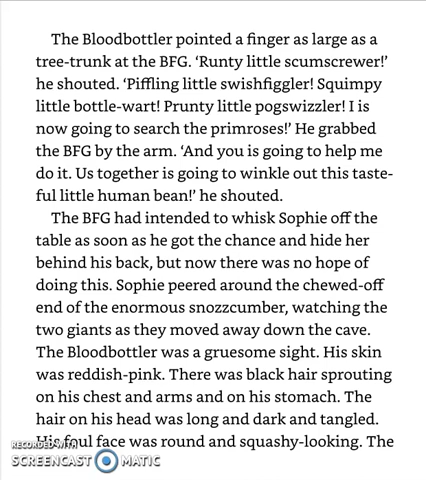 The Bloodbottler pointed a finger as large as a
tree-trunk at the BFG. ‘Runty little scumscrewer!’
he shouted. ‘Piffling little swishfiggler! Squimpy
little bottle-wart! Prunty little pogswizzler! I is
now going to search the primroses!’ He grabbed
the BFG by the arm. ‘And you is going to help me
do it. Us together is going to winkle out this taste-
ful little human bean!’ he shouted.
The BFG had intended to whisk Sophie off the
table as soon as he got the chance and hide her
behind his back, but now there was no hope of
doing this. Sophie peered around the chewed-off
end of the enormous snozzcumber, watching the
two giants as they moved away down the cave.
The Bloodbottler was a gruesome sight. His skin
was reddish-pink. There was black hair sprouting
on his chest and arms and on his stomach. The
hair on his head was long and dark and tangled.
His foul face was round and squashy-looking. The
RECORDED WITH
SCREENCAST MATIC